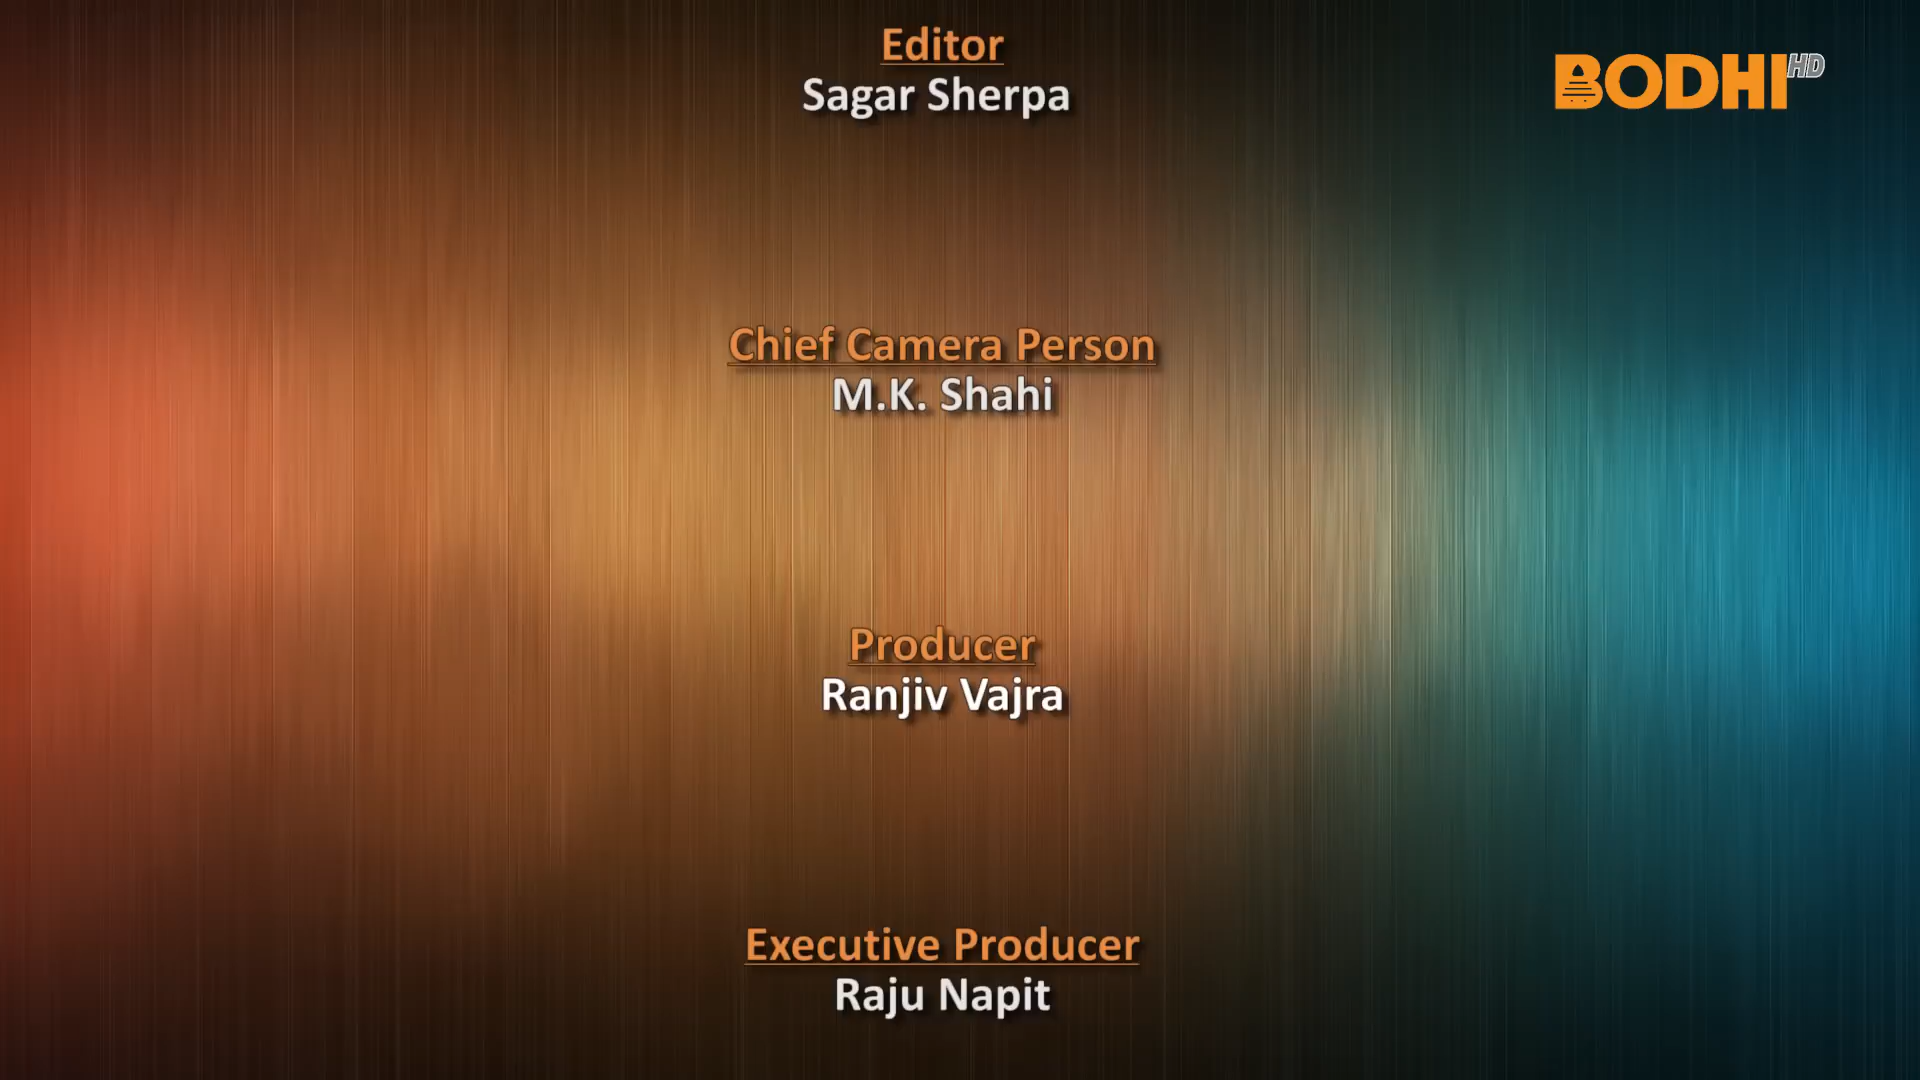 Editor
Sagar Sherpa
BODHI HD
Chief Camera Person
M.K. Shahi
Producer
Ranjiv Vajra
Executive Producer
Raju Napit